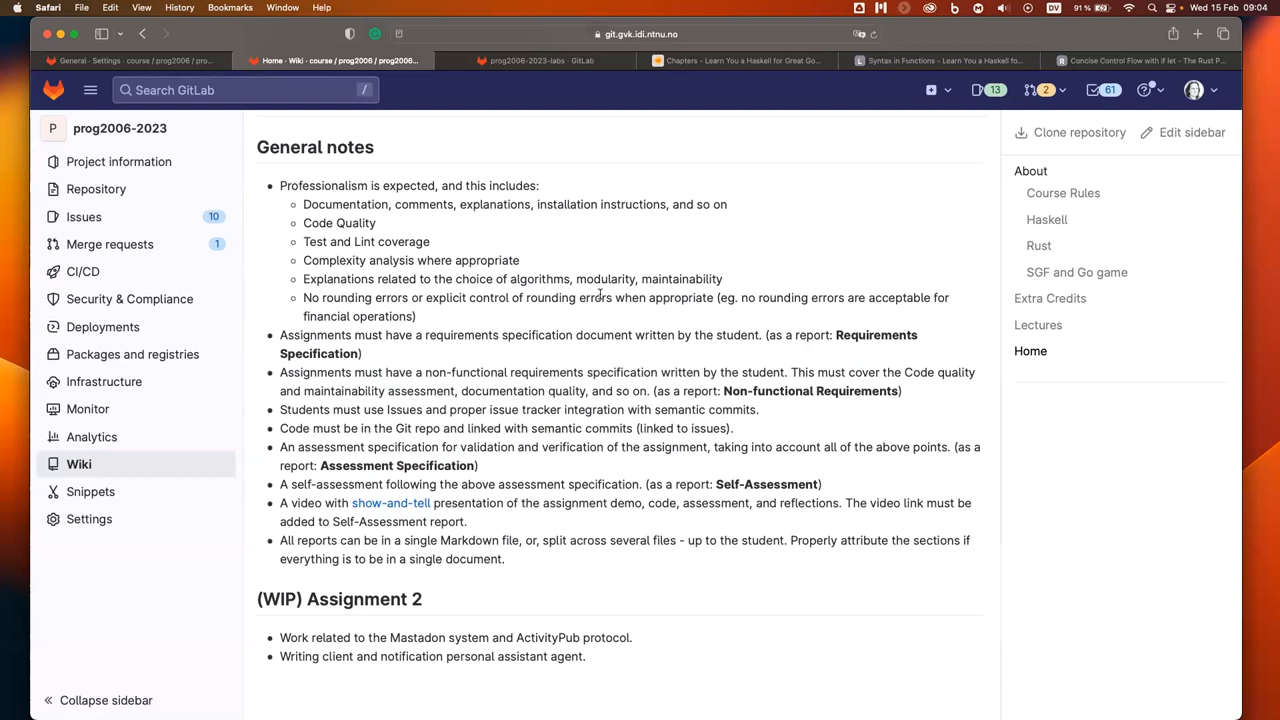 Safari File Edit View History Bookmarks Window Help DV 91 % Wed 15 Feb 09:04
git.gvk.idi.ntnu.no
General · Settings · course / prog2006 / pro... Home · Wiki · course / prog2006 / prog2006... prog2006-2023-labs · GitLab Chapters - Learn You a Haskell for Great Go... Syntax in Functions - Learn You a Haskell fo... Concise Control Flow with if let - The Rust P...
Search GitLab / 13 2 61
P prog2006-2023
Project information
Repository
Issues 10
Merge requests 1
CI/CD
Security & Compliance
Deployments
Packages and registries
Infrastructure
Monitor
Analytics
Wiki
Snippets
Settings
Collapse sidebar
General notes
Professionalism is expected, and this includes:
Documentation, comments, explanations, installation instructions, and so on
Code Quality
Test and Lint coverage
Complexity analysis where appropriate
Explanations related to the choice of algorithms, modularity, maintainability
No rounding errors or explicit control of rounding errors when appropriate (eg. no rounding errors are acceptable for
financial operations)
Assignments must have a requirements specification document written by the student. (as a report: Requirements
Specification)
Assignments must have a non-functional requirements specification written by the student. This must cover the Code quality
and maintainability assessment, documentation quality, and so on. (as a report: Non-functional Requirements)
Students must use Issues and proper issue tracker integration with semantic commits.
Code must be in the Git repo and linked with semantic commits (linked to issues).
An assessment specification for validation and verification of the assignment, taking into account all of the above points. (as a
report: Assessment Specification)
A self-assessment following the above assessment specification. (as a report: Self-Assessment)
A video with show-and-tell presentation of the assignment demo, code, assessment, and reflections. The video link must be
added to Self-Assessment report.
All reports can be in a single Markdown file, or, split across several files - up to the student. Properly attribute the sections if
everything is to be in a single document.
(WIP) Assignment 2
Work related to the Mastadon system and ActivityPub protocol.
Writing client and notification personal assistant agent.
Clone repository Edit sidebar
About
Course Rules
Haskell
Rust
SGF and Go game
Extra Credits
Lectures
Home